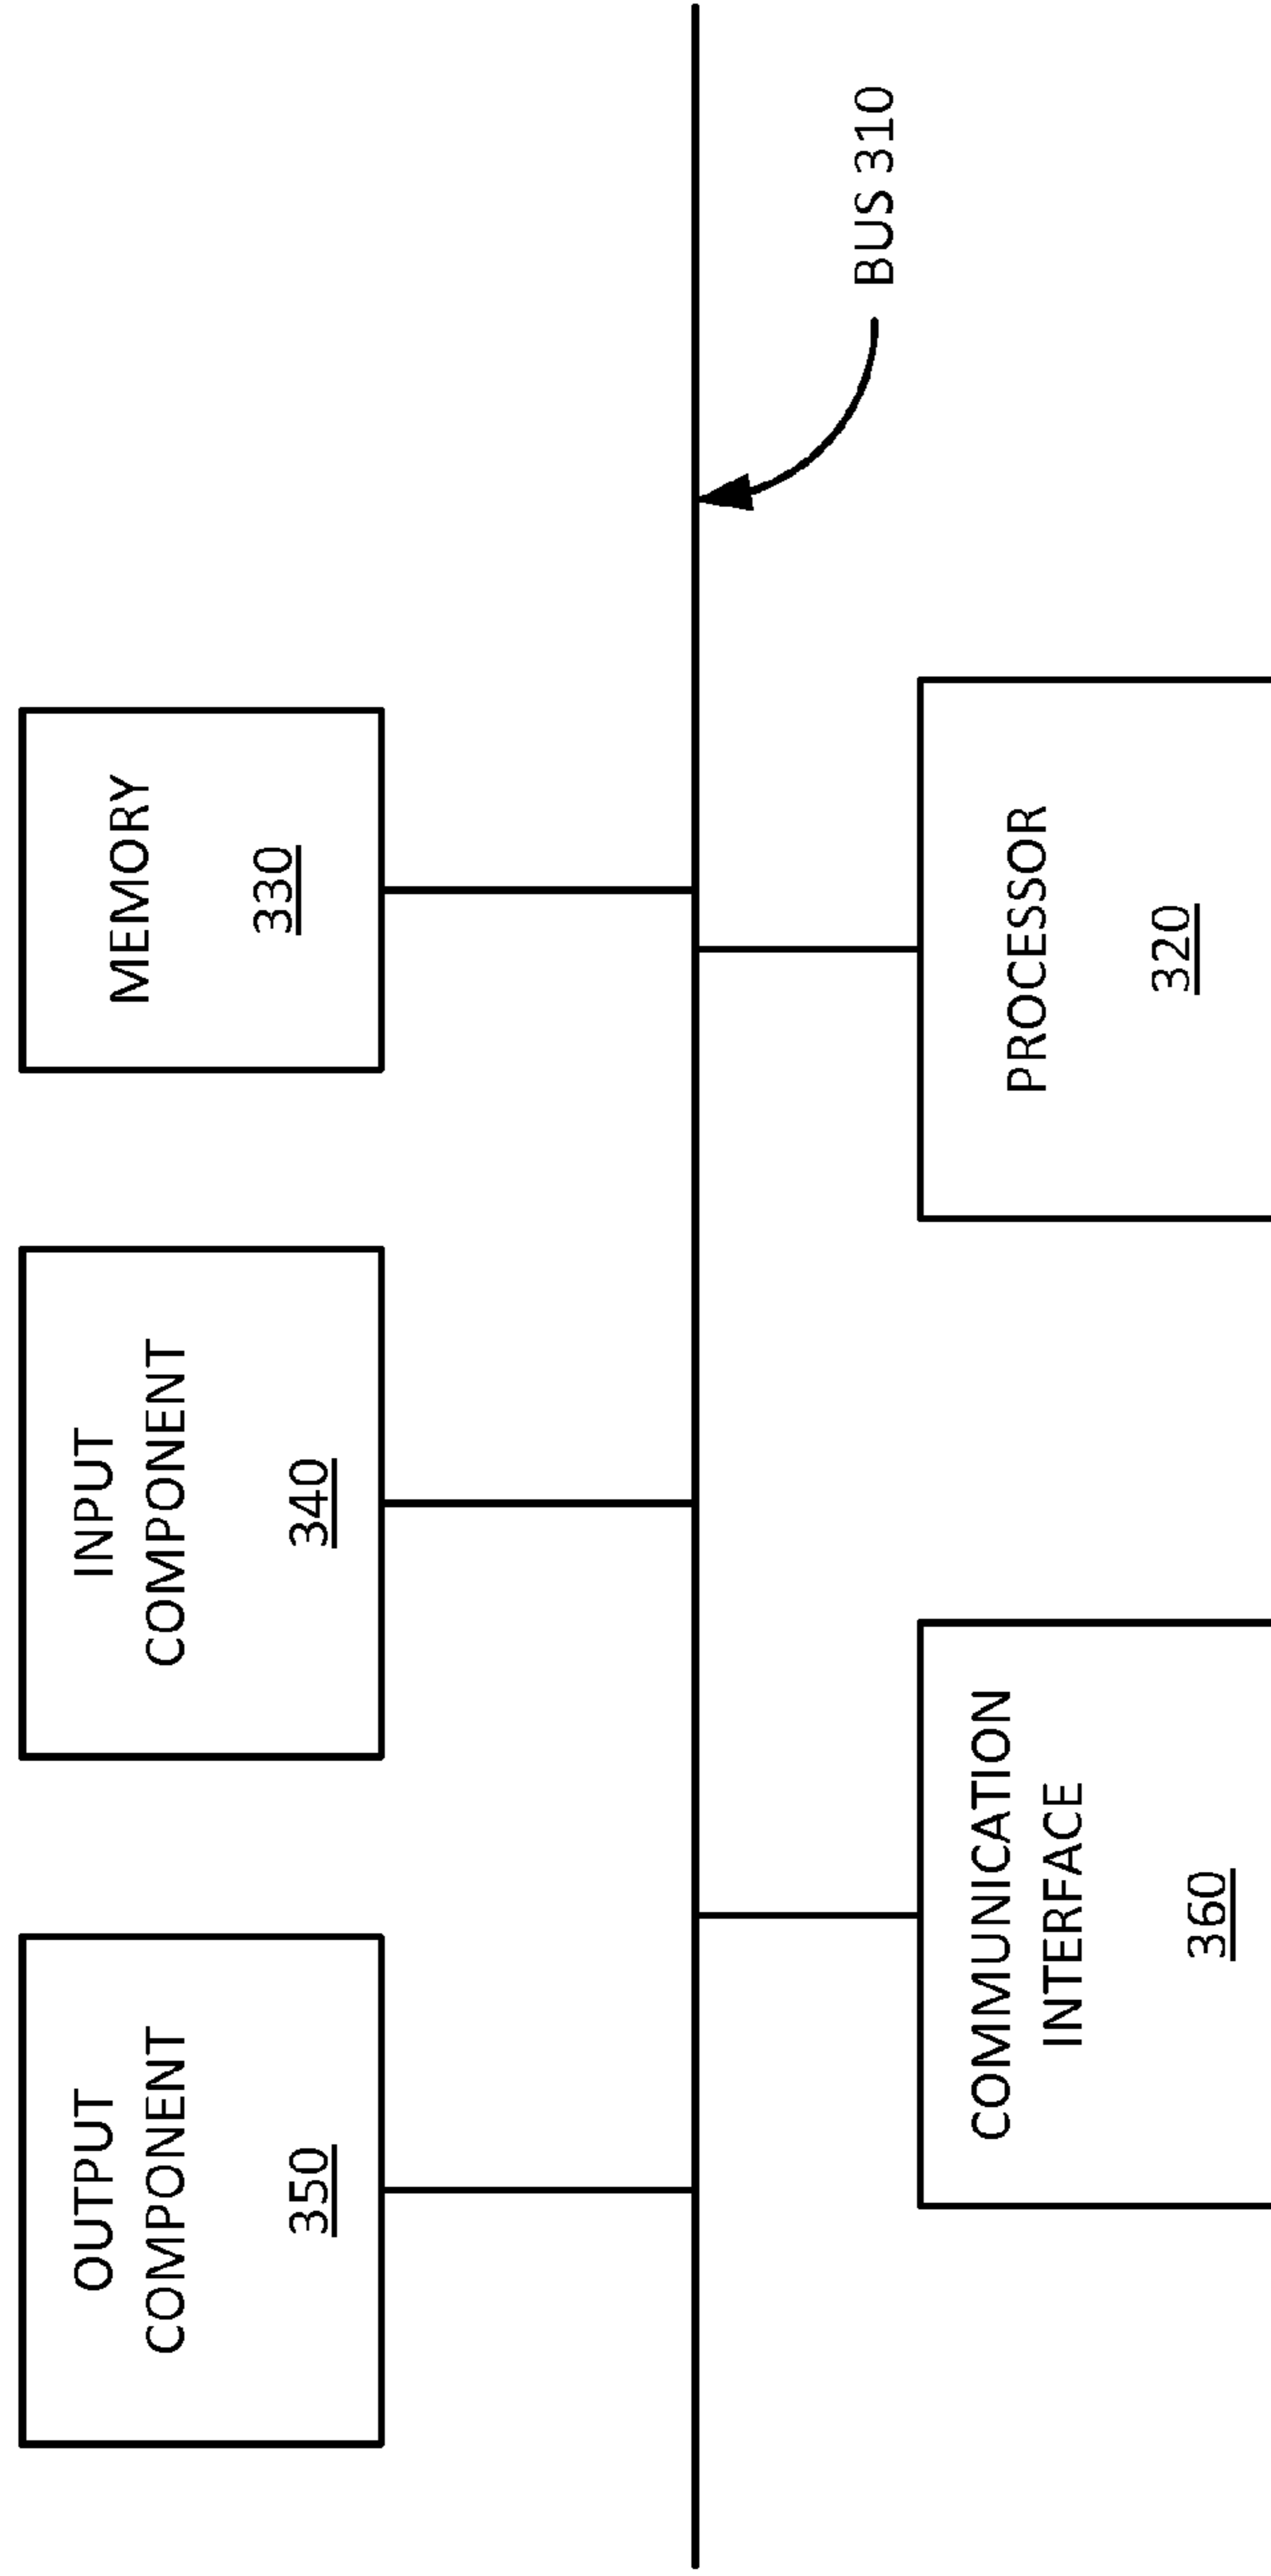 OUTPUT
COMPONENT
350
INPUT
COMPONENT
340
MEMORY
330
BUS 310
COMMUNICATION
INTERFACE
360
PROCESSOR
320